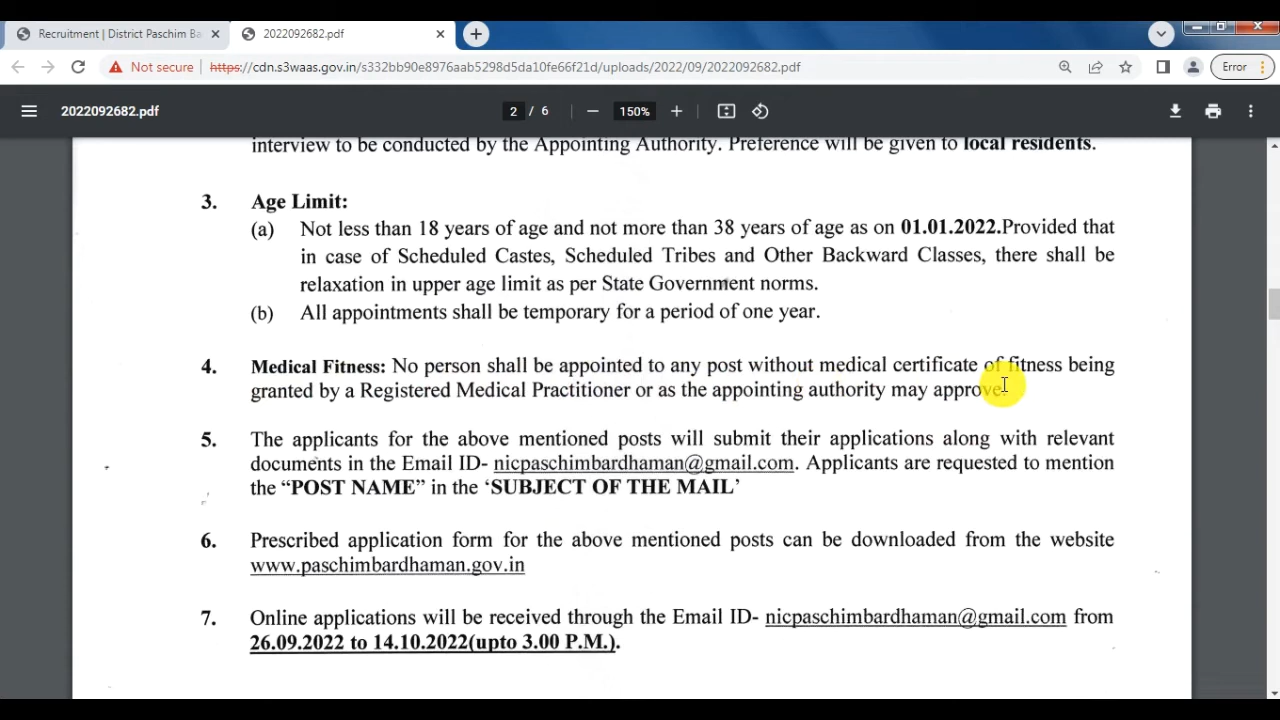 Recruitment | District Paschim Ba
2022092682.pdf
Not secure
https://cdn.s3waas.gov.in/s332bb90e8976aab5298d5da10fe66f21d/uploads/2022/09/2022092682.pdf
Error
2022092682.pdf
2 / 6
150%
interview to be conducted by the Appointing Authority. Preference will be given to local residents.
3. Age Limit:
(a) Not less than 18 years of age and not more than 38 years of age as on 01.01.2022.Provided that
in case of Scheduled Castes, Scheduled Tribes and Other Backward Classes, there shall be
relaxation in upper age limit as per State Government norms.
(b) All appointments shall be temporary for a period of one year.
4. Medical Fitness: No person shall be appointed to any post without medical certificate of fitness being
granted by a Registered Medical Practitioner or as the appointing authority may approve.
5. The applicants for the above mentioned posts will submit their applications along with relevant
documents in the Email ID- nicpaschimbardhaman@gmail.com. Applicants are requested to mention
the “POST NAME” in the ‘SUBJECT OF THE MAIL’
6. Prescribed application form for the above mentioned posts can be downloaded from the website
www.paschimbardhaman.gov.in
7. Online applications will be received through the Email ID- nicpaschimbardhaman@gmail.com from
26.09.2022 to 14.10.2022(upto 3.00 P.M.).